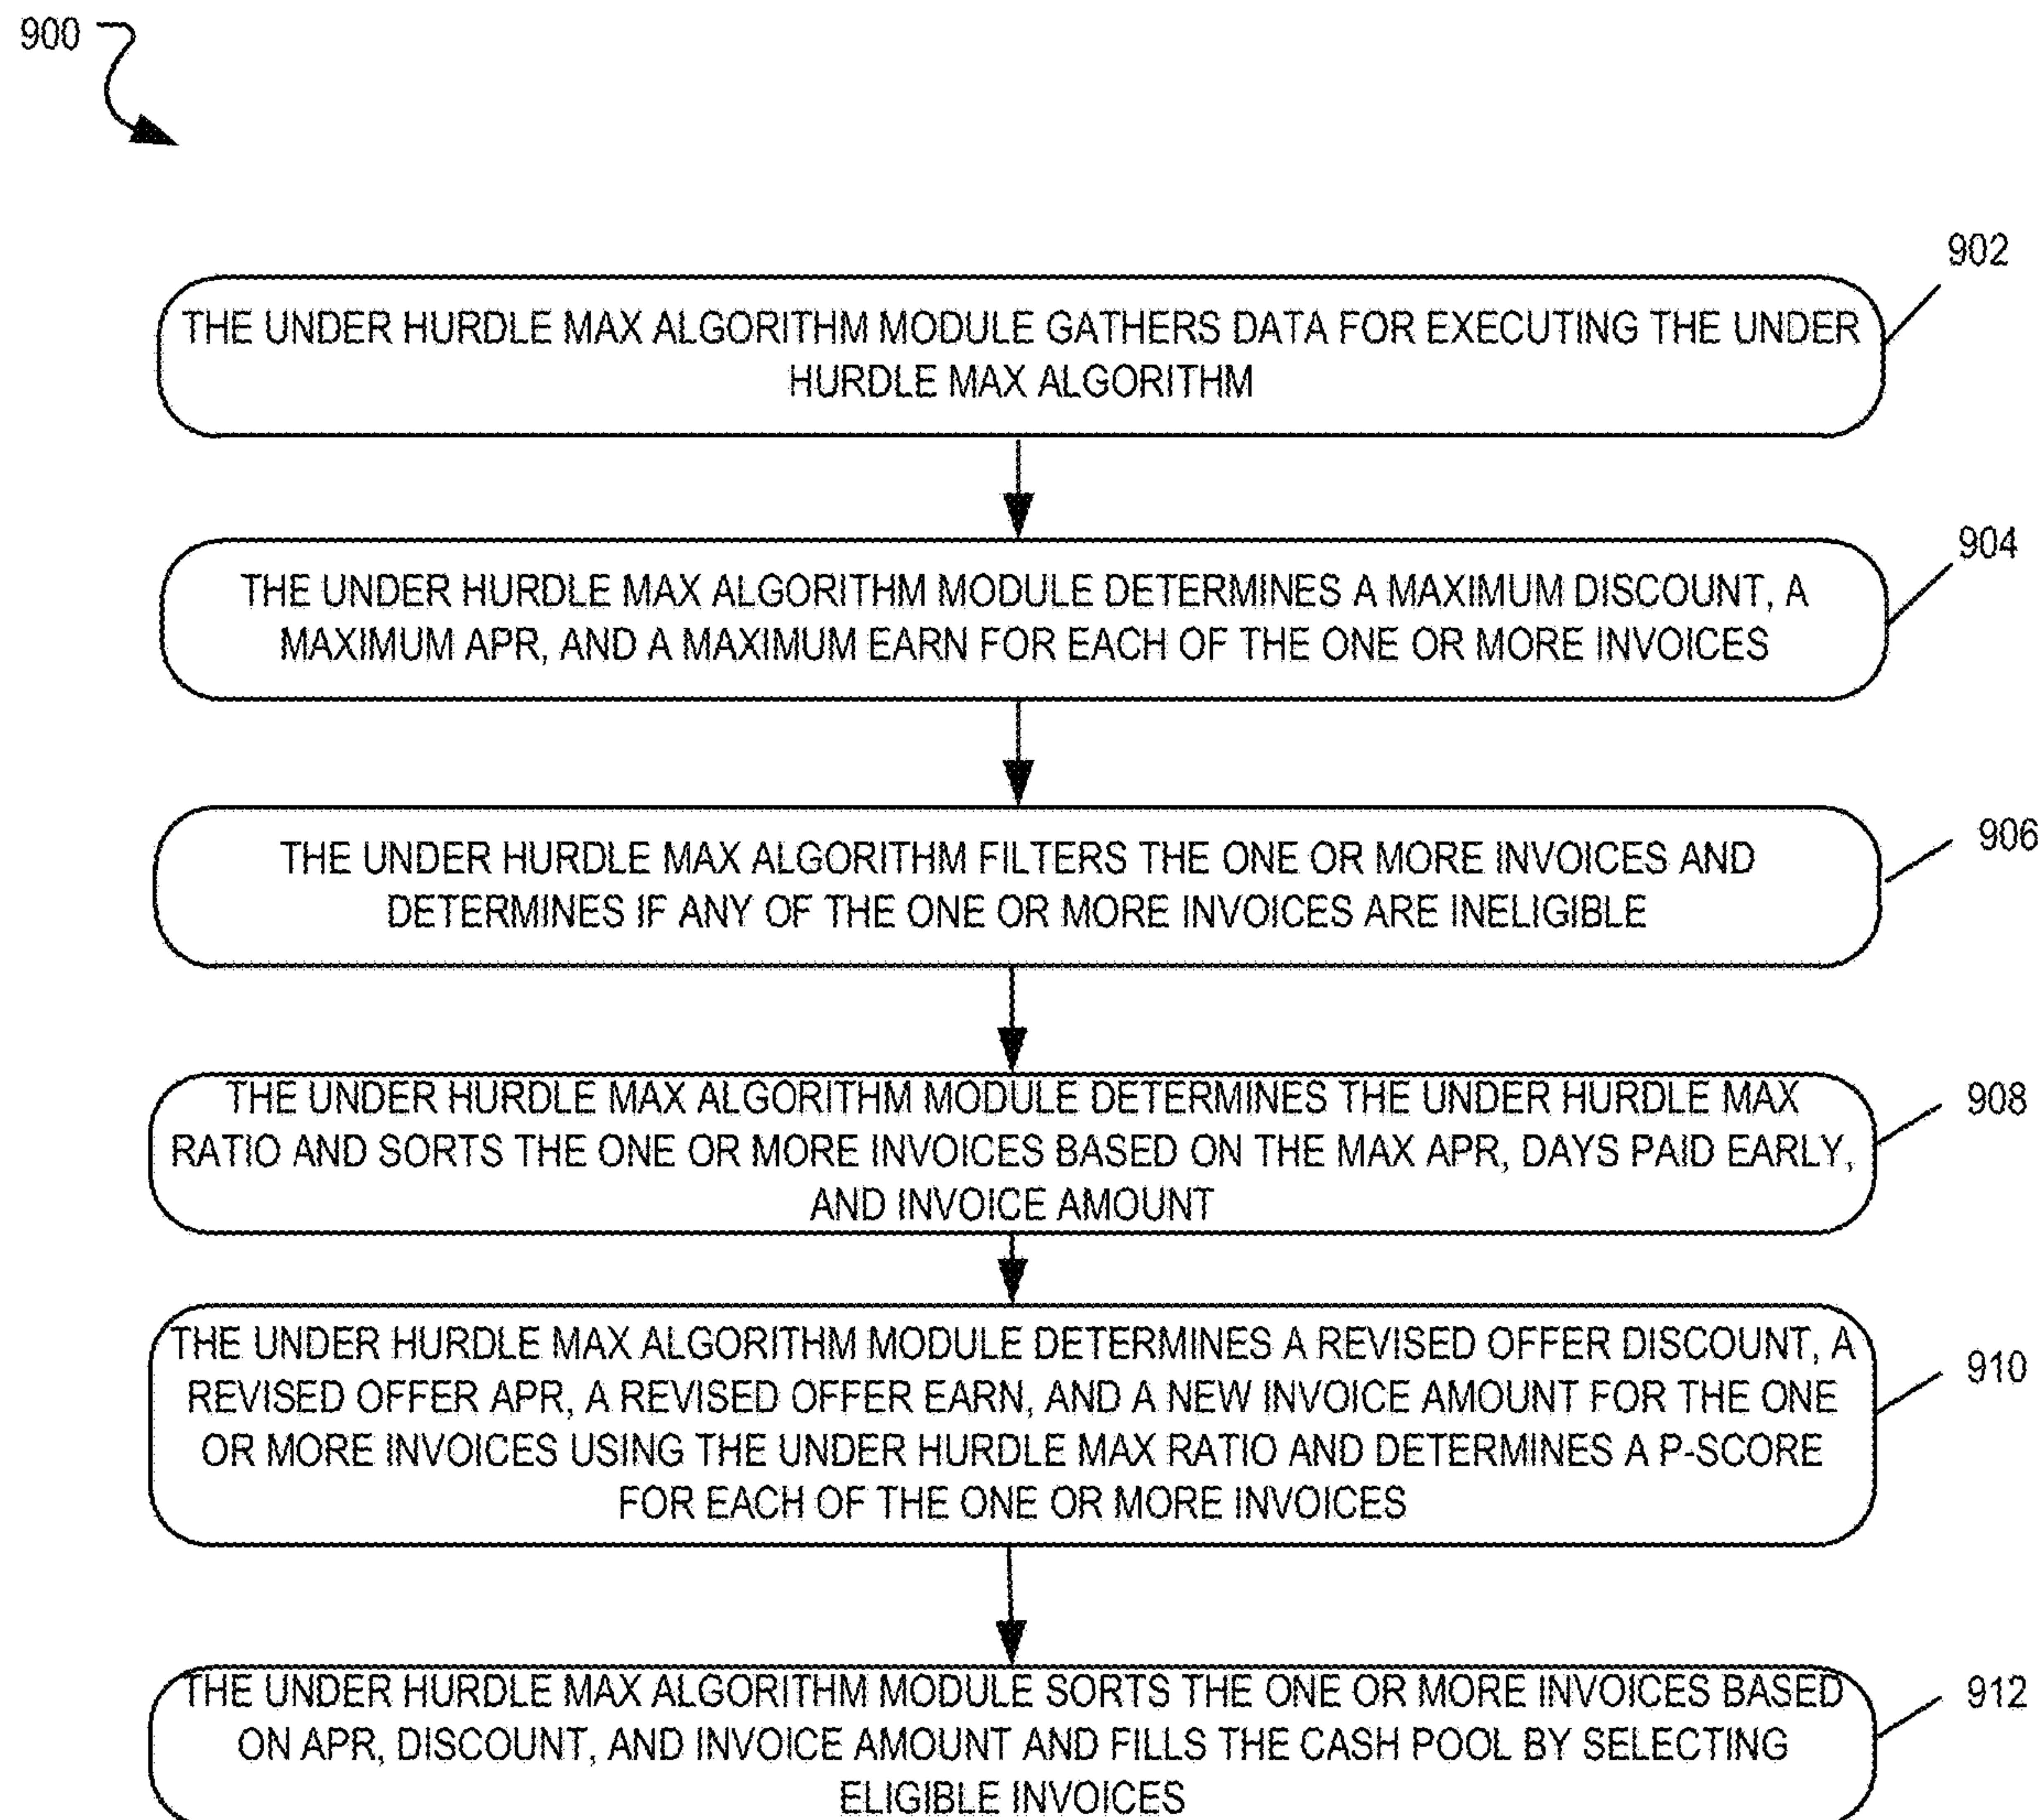 900
902
THE UNDER HURDLE MAX ALGORITHM MODULE GATHERS DATA FOR EXECUTING THE UNDER
HURDLE MAX ALGORITHM
904
THE UNDER HURDLE MAX ALGORITHM MODULE DETERMINES A MAXIMUM DISCOUNT, A
MAXIMUM APR, AND A MAXIMUM EARN FOR EACH OF THE ONE OR MORE INVOICES
906
THE UNDER HURDLE MAX ALGORITHM FILTERS THE ONE OR MORE INVOICES AND
DETERMINES IF ANY OF THE ONE OR MORE INVOICES ARE INELIGIBLE
908
THE UNDER HURDLE MAX ALGORITHM MODULE DETERMINES THE UNDER HURDLE MAX
RATIO AND SORTS THE ONE OR MORE INVOICES BASED ON THE MAX APR, DAYS PAID EARLY,
AND INVOICE AMOUNT
910
THE UNDER HURDLE MAX ALGORITHM MODULE DETERMINES A REVISED OFFER DISCOUNT, A
REVISED OFFER APR, A REVISED OFFER EARN, AND A NEW INVOICE AMOUNT FOR THE ONE
OR MORE INVOICES USING THE UNDER HURDLE MAX RATIO AND DETERMINES A P-SCORE
FOR EACH OF THE ONE OR MORE INVOICES
912
THE UNDER HURDLE MAX ALGORITHM MODULE SORTS THE ONE OR MORE INVOICES BASED
ON APR, DISCOUNT, AND INVOICE AMOUNT AND FILLS THE CASH POOL BY SELECTING
ELIGIBLE INVOICES